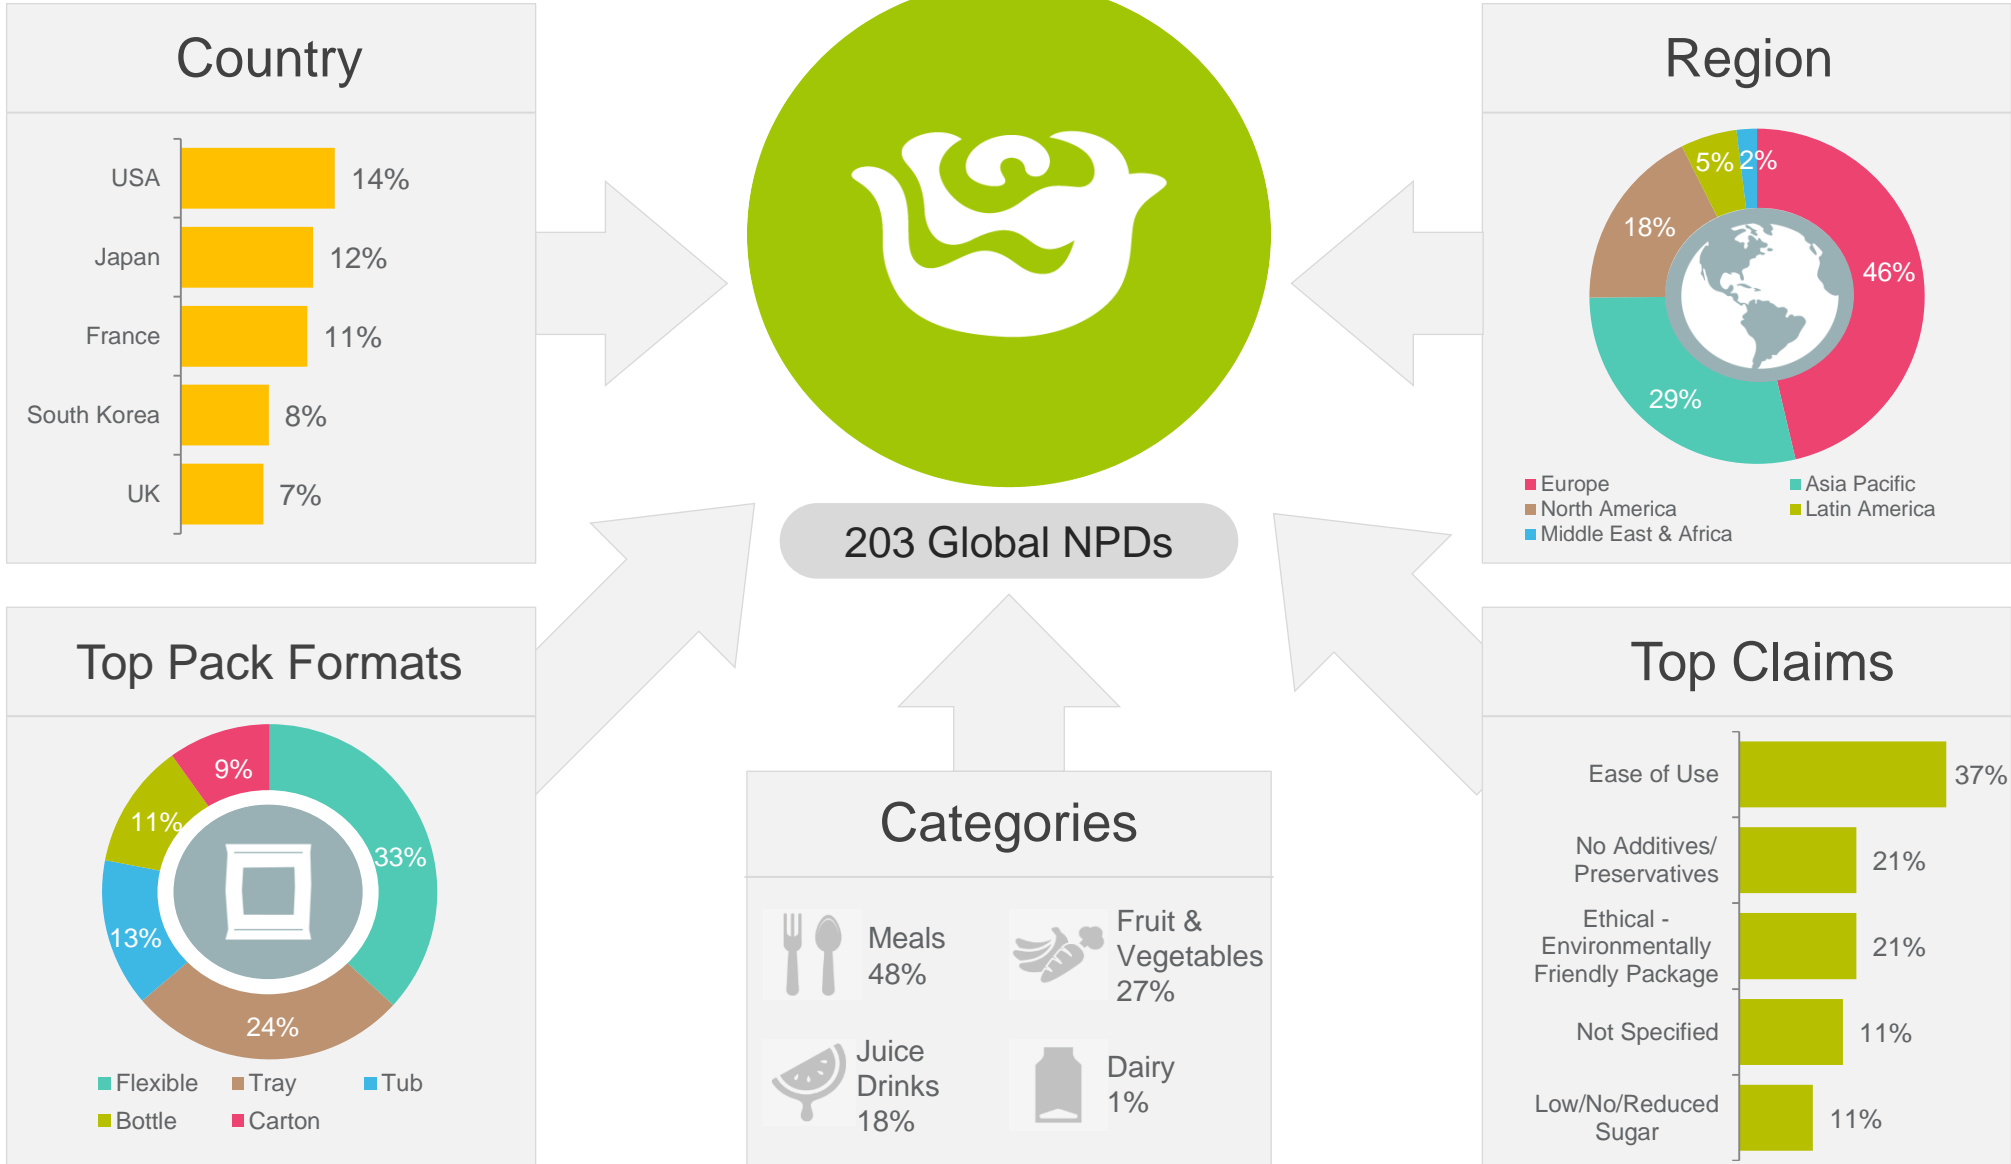 Country
USA
14%
Japan
12%
France
11%
South Korea
8%
UK
7%
203 Global NPDs
Region
5%
2%
18%
46%
29%
Europe
Asia Pacific
North America
Latin America
Middle East & Africa
Top Pack Formats
9%
11%
33%
13%
24%
Flexible
Tray
Tub
Bottle
Carton
Categories
Meals
48%
Fruit &
Vegetables
27%
Juice
Drinks
18%
Dairy
1%
Top Claims
Ease of Use
37%
No Additives/
Preservatives
21%
Ethical -
Environmentally
Friendly Package
21%
Not Specified
11%
Low/No/Reduced
Sugar
11%